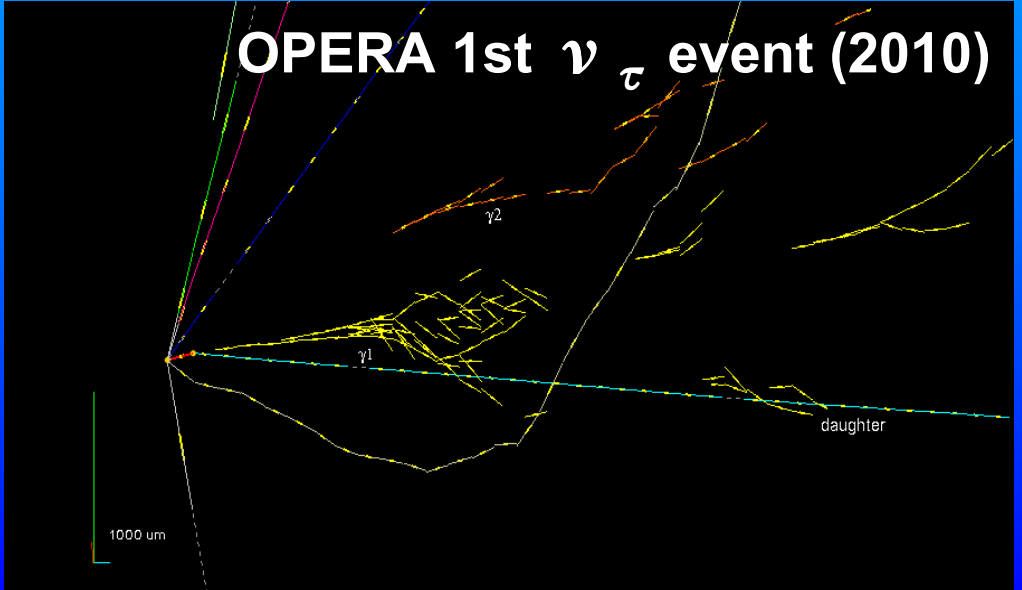 OPERA 1st ν τ event (2010)
γ2
γ1
daughter
1000 um